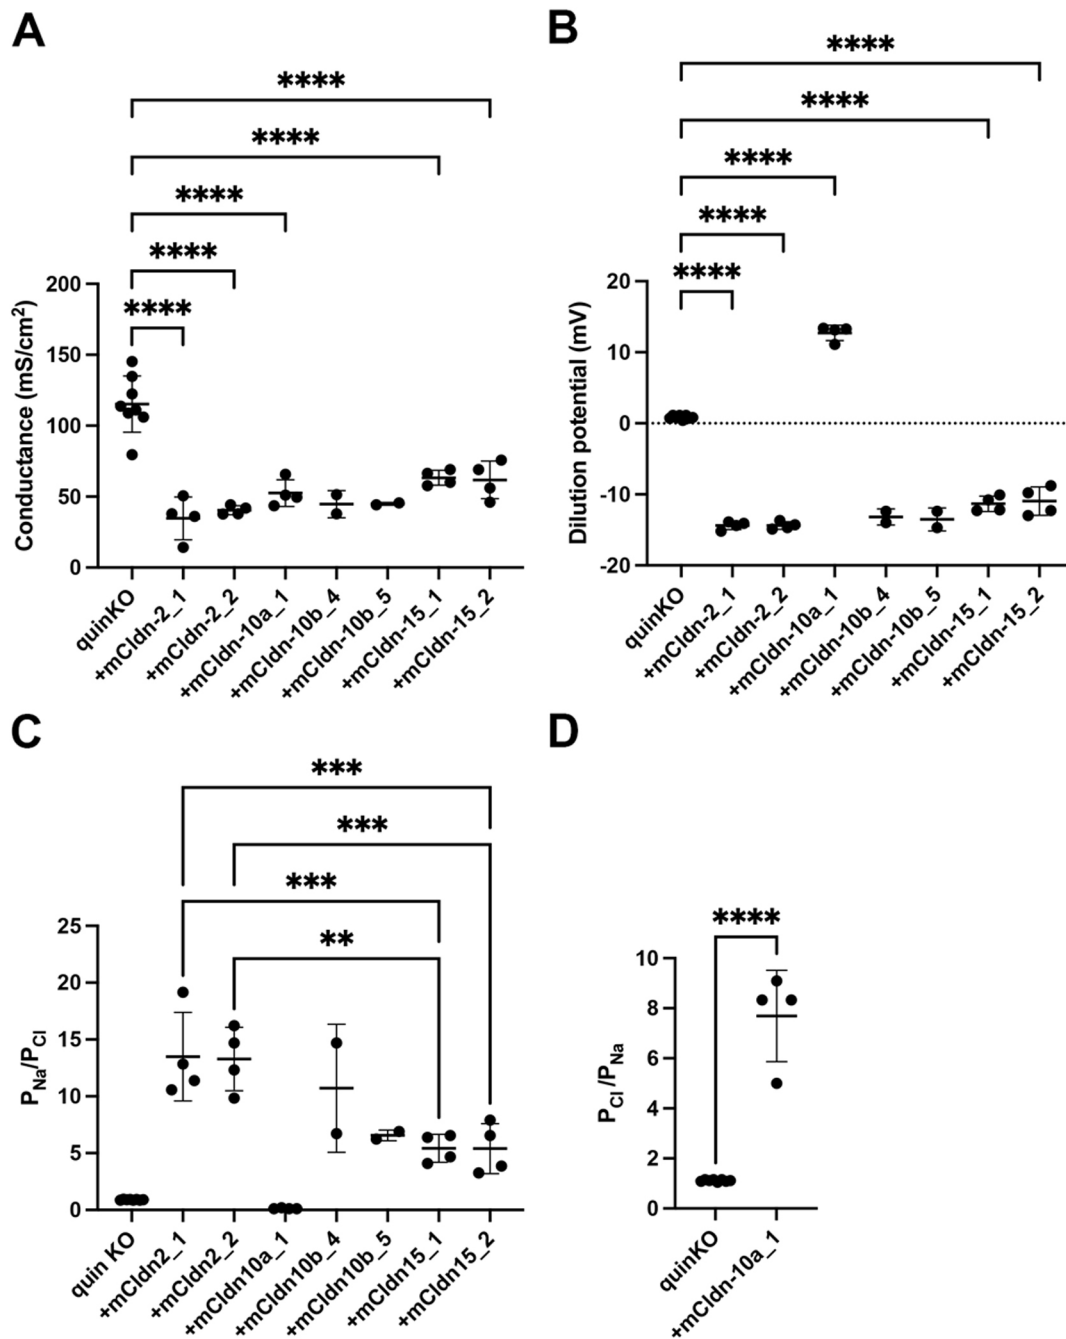 A
****
****
****
****
****
Conductance (mS/cm²)
200
150
100
50
0
quinKO
+mCldn-2_1
+mCldn-2_2
+mCldn-10a_1
+mCldn-10b_4
+mCldn-10b_5
+mCldn-15_1
+mCldn-15_2
B
****
****
****
****
****
Dilution potential (mV)
20
10
0
-10
-20
quinKO
+mCldn-2_1
+mCldn-2_2
+mCldn-10a_1
+mCldn-10b_4
+mCldn-10b_5
+mCldn-15_1
+mCldn-15_2
C
***
***
***
**
PNa/PCl
25
20
15
10
5
0
quin KO
+mCldn2_1
+mCldn2_2
+mCldn10a_1
+mCldn10b_4
+mCldn10b_5
+mCldn15_1
+mCldn15_2
D
****
PCl /PNa
10
8
6
4
2
0
quinKO
+mCldn-10a_1